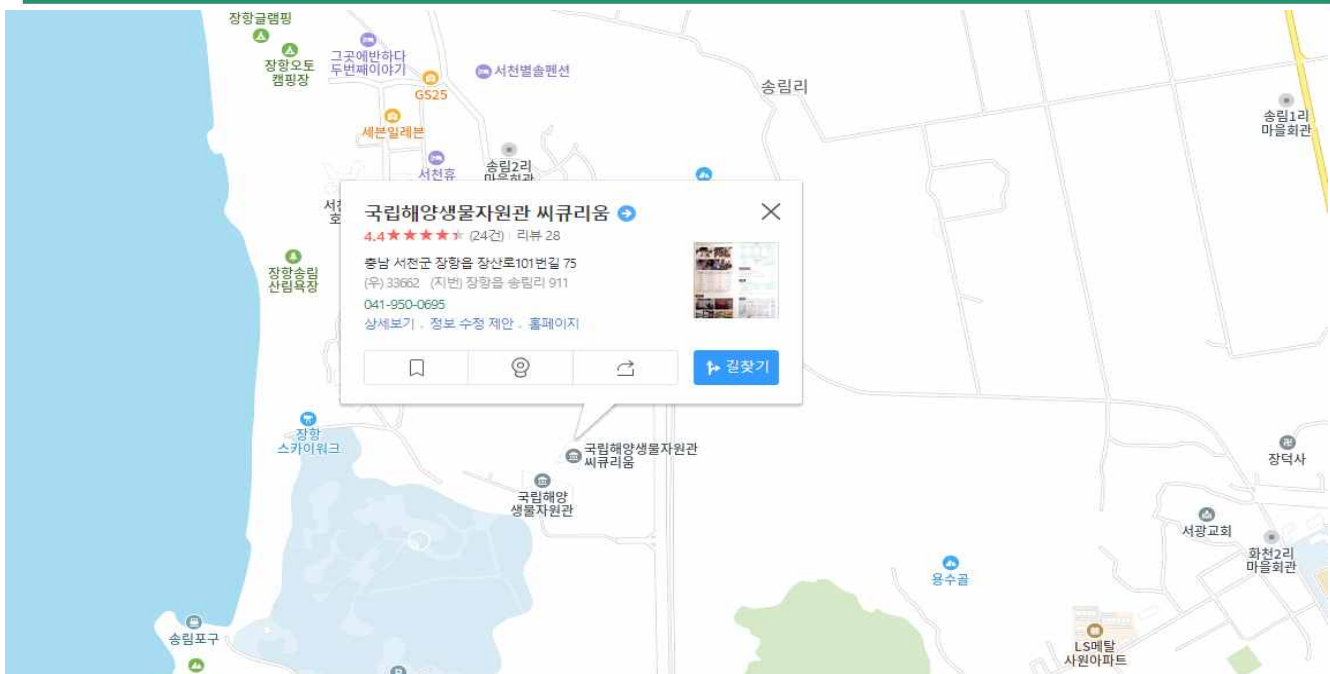 장항글램핑
장항오토
캠핑장
그곳에반하다
두번째이야기
GS25
서천별솔펜션
세븐일레븐
송림리
송림1리
마을회관
서천휴
송림2리
마을회관
장항송림
산림욕장
국립해양생물자원관 씨큐리움
4.4★★★★★ (24건) 리뷰 28
충남 서천군 장항읍 장산로101번길 75
(우) 33662 (지번) 장항읍 송림리 911
041-950-0695
상세보기 . 정보 수정 제안 . 홈페이지
길찾기
장항
스카이워크
국립해양생물자원관
씨큐리움
국립해양
생물자원관
장덕사
서광교회
화천2리
마을회관
용수골
송림포구
LS메탈
사원아파트